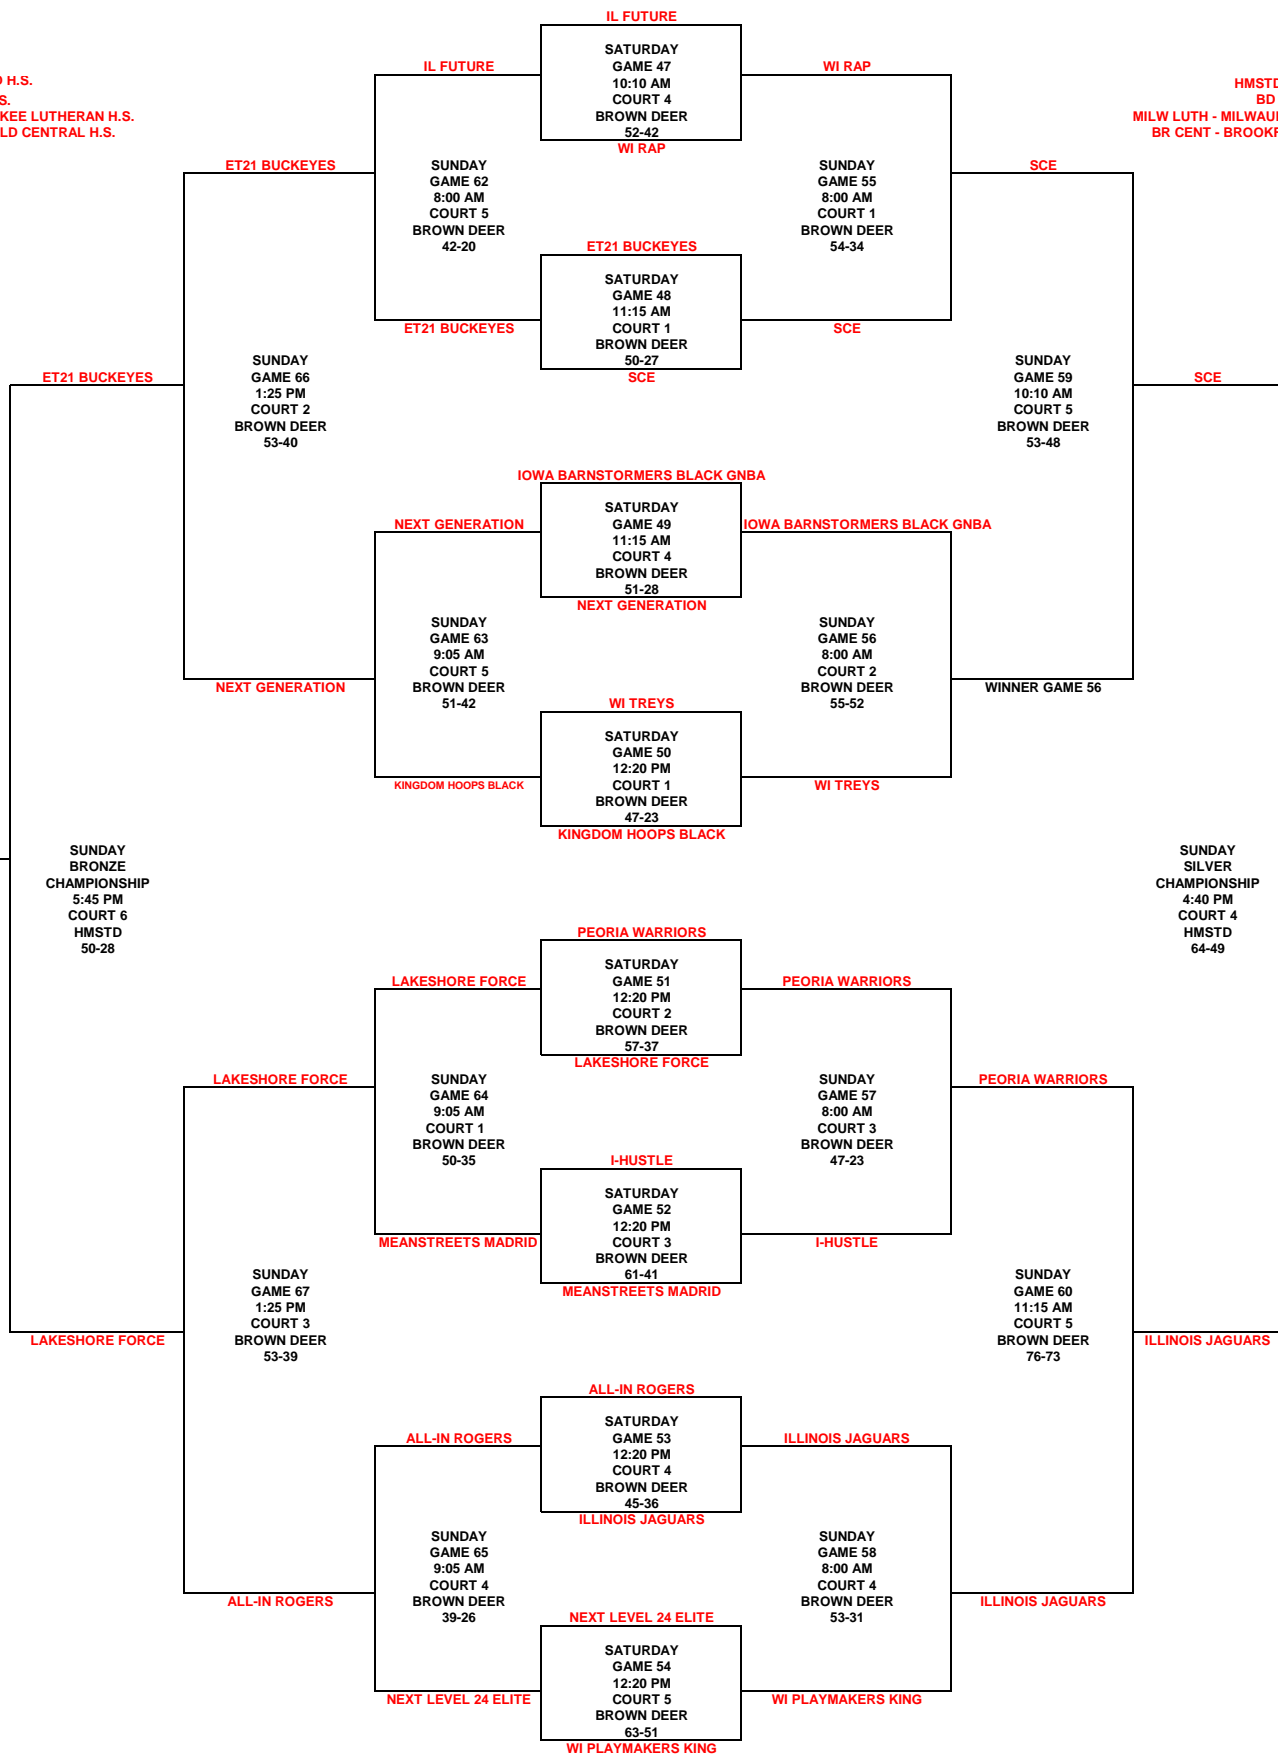 IL FUTURE
SATURDAY
GAME 47
10:10 AM
COURT 4
BROWN DEER
52-42
WI RAP
IL FUTURE
WI RAP
H.S.
S.
KEE LUTHERAN H.S.
LD CENTRAL H.S.
HMSTD
BD
MILW LUTH - MILWAU
BR CENT - BROOKF
ET21 BUCKEYES
SUNDAY
GAME 62
8:00 AM
COURT 5
BROWN DEER
42-20
SUNDAY
GAME 55
8:00 AM
COURT 1
BROWN DEER
54-34
SCE
ET21 BUCKEYES
SATURDAY
GAME 48
11:15 AM
COURT 1
BROWN DEER
50-27
SCE
ET21 BUCKEYES
SCE
ET21 BUCKEYES
SUNDAY
GAME 66
1:25 PM
COURT 2
BROWN DEER
53-40
SUNDAY
GAME 59
10:10 AM
COURT 5
BROWN DEER
53-48
SCE
IOWA BARNSTORMERS BLACK GNBA
SATURDAY
GAME 49
11:15 AM
COURT 4
BROWN DEER
51-28
NEXT GENERATION
NEXT GENERATION
IOWA BARNSTORMERS BLACK GNBA
SUNDAY
GAME 63
9:05 AM
COURT 5
BROWN DEER
51-42
SUNDAY
GAME 56
8:00 AM
COURT 2
BROWN DEER
55-52
NEXT GENERATION
WINNER GAME 56
WI TREYS
SATURDAY
GAME 50
12:20 PM
COURT 1
BROWN DEER
47-23
KINGDOM HOOPS BLACK
KINGDOM HOOPS BLACK
WI TREYS
SUNDAY
BRONZE
CHAMPIONSHIP
5:45 PM
COURT 6
HMSTD
50-28
SUNDAY
SILVER
CHAMPIONSHIP
4:40 PM
COURT 4
HMSTD
64-49
PEORIA WARRIORS
SATURDAY
GAME 51
12:20 PM
COURT 2
BROWN DEER
57-37
LAKESHORE FORCE
LAKESHORE FORCE
PEORIA WARRIORS
LAKESHORE FORCE
SUNDAY
GAME 64
9:05 AM
COURT 1
BROWN DEER
50-35
SUNDAY
GAME 57
8:00 AM
COURT 3
BROWN DEER
47-23
PEORIA WARRIORS
I-HUSTLE
SATURDAY
GAME 52
12:20 PM
COURT 3
BROWN DEER
61-41
MEANSTREETS MADRID
MEANSTREETS MADRID
I-HUSTLE
LAKESHORE FORCE
SUNDAY
GAME 67
1:25 PM
COURT 3
BROWN DEER
53-39
SUNDAY
GAME 60
11:15 AM
COURT 5
BROWN DEER
76-73
ILLINOIS JAGUARS
ALL-IN ROGERS
SATURDAY
GAME 53
12:20 PM
COURT 4
BROWN DEER
45-36
ILLINOIS JAGUARS
ALL-IN ROGERS
ILLINOIS JAGUARS
ALL-IN ROGERS
SUNDAY
GAME 65
9:05 AM
COURT 4
BROWN DEER
39-26
SUNDAY
GAME 58
8:00 AM
COURT 4
BROWN DEER
53-31
ILLINOIS JAGUARS
NEXT LEVEL 24 ELITE
SATURDAY
GAME 54
12:20 PM
COURT 5
BROWN DEER
63-51
WI PLAYMAKERS KING
NEXT LEVEL 24 ELITE
WI PLAYMAKERS KING